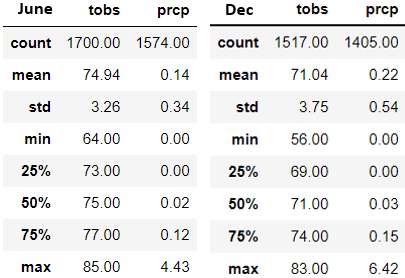 June tobs prcp Dec tobs prcp
count 1700.00 1574.00 count 1517.00 1405.00
mean 74.94 0.14 mean 71.04 0.22
std 3.26 0.34 std 3.75 0.54
min 64.00 0.00 min 56.00 0.00
25% 73.00 0.00 25% 69.00 0.00
50% 75.00 0.02 50% 71.00 0.03
75% 77.00 0.12 75% 74.00 0.15
max 85.00 4.43 max 83.00 6.42